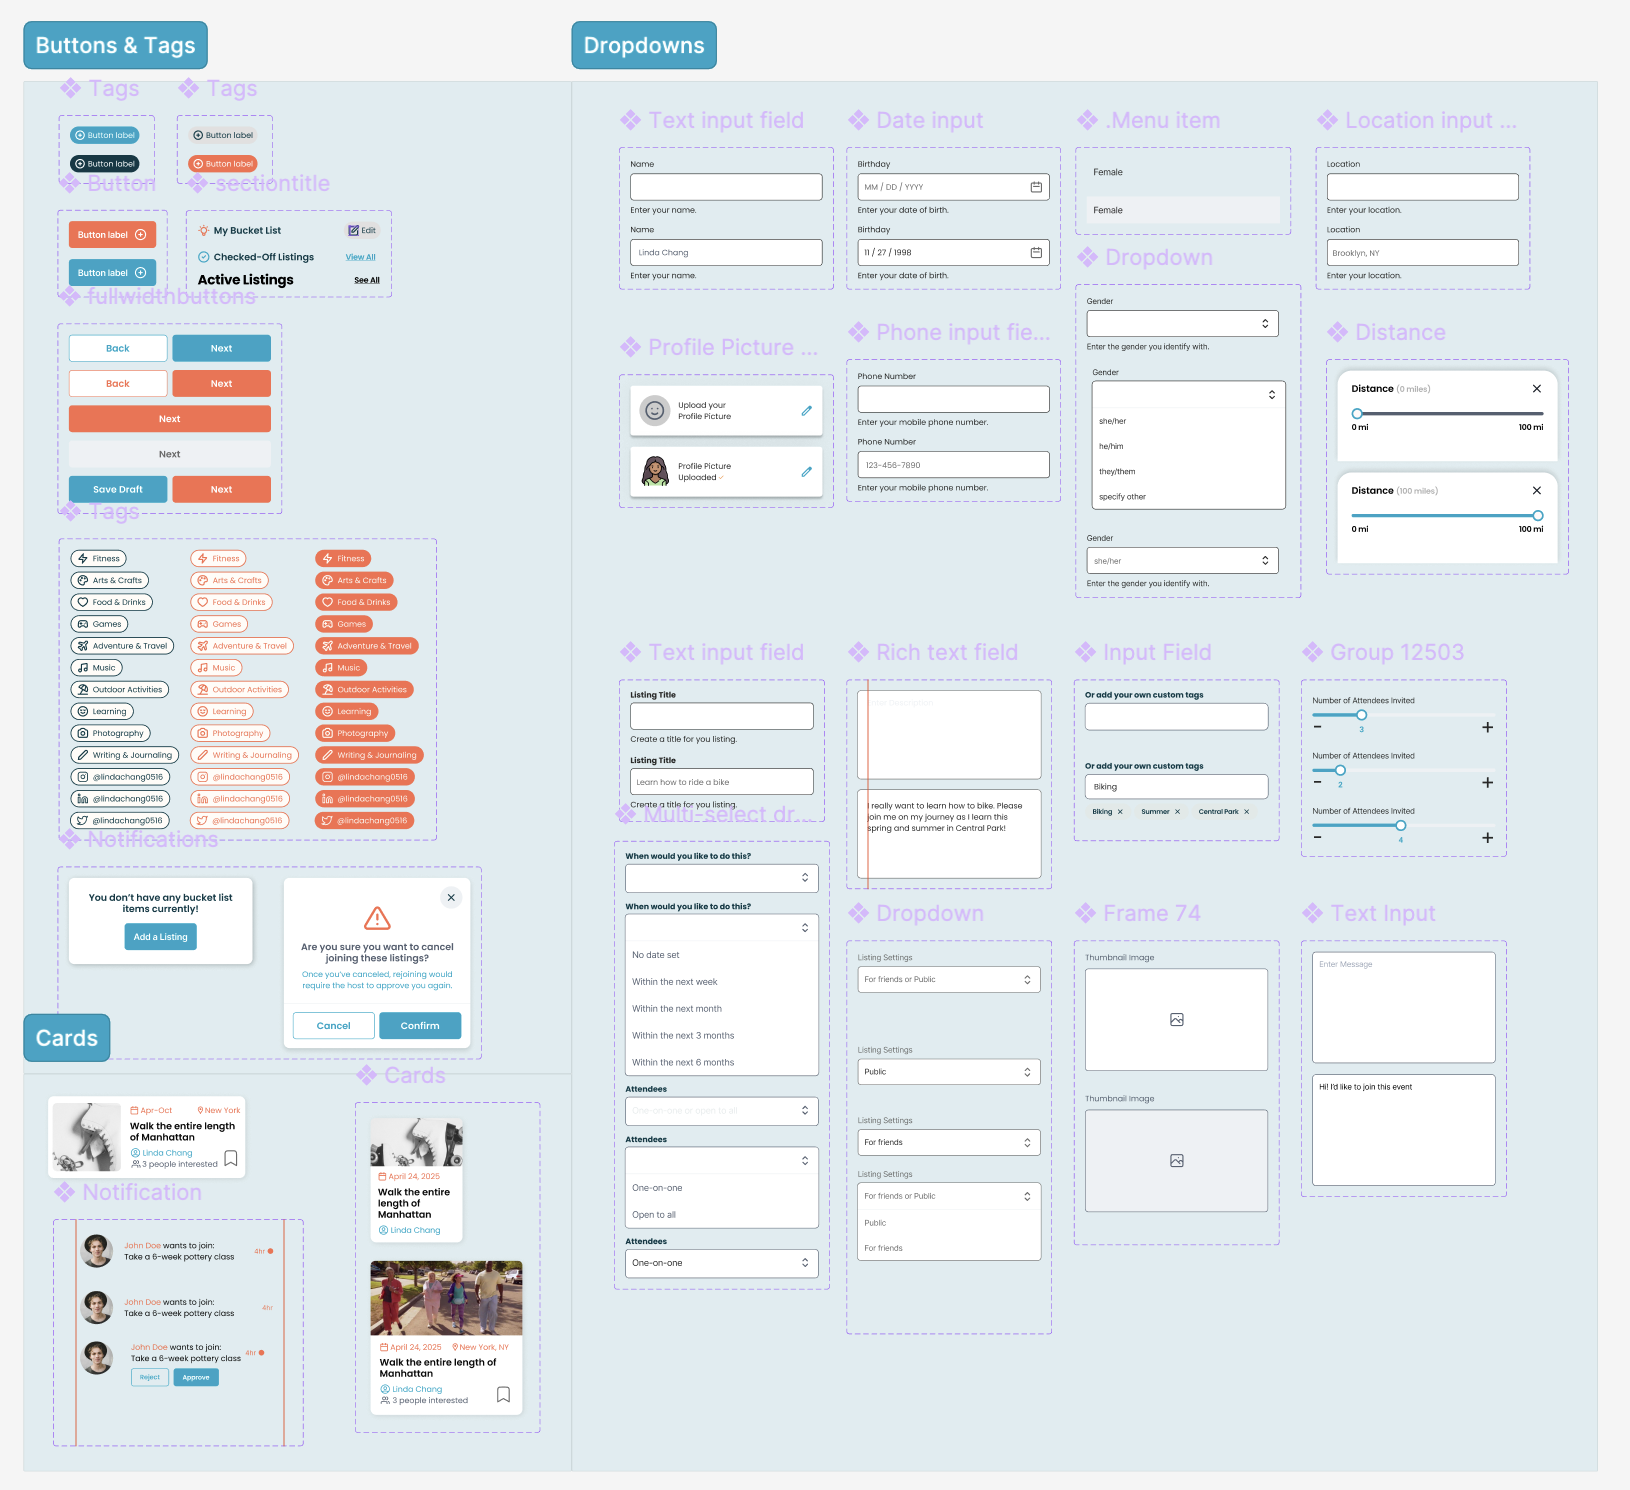 Buttons & Tags
Tags
Tags
Button label
Button label
Button label
Button label
Button
sectiontitle
Button label
Button label
My Bucket List
Edit
Checked-Off Listings
View All
Active Listings
See All
fullwidthbuttons
Back
Next
Back
Next
Next
Next
Save Draft
Next
Tags
Fitness
Fitness
Fitness
Arts & Crafts
Arts & Crafts
Arts & Crafts
Food & Drinks
Food & Drinks
Food & Drinks
Games
Games
Games
Adventure & Travel
Adventure & Travel
Adventure & Travel
Music
Music
Music
Outdoor Activities
Outdoor Activities
Outdoor Activities
Learning
Learning
Learning
Photography
Photography
Photography
Writing & Journaling
Writing & Journaling
Writing & Journaling
@lindachang0516
@lindachang0516
@lindachang0516
@lindachang0516
@lindachang0516
@lindachang0516
@lindachang0516
@lindachang0516
@lindachang0516
Notifications
You don't have any bucket list
items currently!
Add a Listing
Are you sure you want to cancel
joining these listings?
Once you've canceled, rejoining would
require the host to approve you again.
Cancel
Confirm
Cards
Apr-Oct
New York
Walk the entire length
of Manhattan
Linda Chang
3 people interested
Notification
John Doe wants to join:
Take a 6-week pottery class
4hr
John Doe wants to join:
Take a 6-week pottery class
4hr
John Doe wants to join:
Take a 6-week pottery class
4hr
Reject
Approve
Cards
April 24, 2025
Walk the entire
length of
Manhattan
Linda Chang
April 24, 2025
New York, NY
Walk the entire length of
Manhattan
Linda Chang
3 people interested
Dropdowns
Text input field
Name
Enter your name.
Name
Linda Chang
Enter your name.
Date input
Birthday
MM / DD / YYYY
Enter your date of birth.
Birthday
11 / 27 / 1998
Enter your date of birth.
.Menu item
Female
Female
Location input ...
Location
Enter your location.
Location
Brooklyn, NY
Enter your location.
Profile Picture ...
Upload your
Profile Picture
Profile Picture
Uploaded
Phone input fie...
Phone Number
Enter your mobile phone number.
Phone Number
123-456-7890
Enter your mobile phone number.
Dropdown
Gender
Enter the gender you identify with.
Gender
she/her
he/him
they/them
specify other
Gender
she/her
Enter the gender you identify with.
Distance
Distance (0 miles)
0 mi
100 mi
Distance (100 miles)
0 mi
100 mi
Text input field
Listing Title
Create a title for you listing.
Listing Title
Learn how to ride a bike
Create a title for you listing.
Rich text field
Enter description
I really want to learn how to bike. Please
join me on my journey as I learn this
spring and summer in Central Park!
Input Field
Or add your own custom tags
Or add your own custom tags
Biking
Biking
Summer
Central Park
Group 12503
Number of Attendees Invited
3
Number of Attendees Invited
2
Number of Attendees Invited
4
Multi-select dr...
When would you like to do this?
When would you like to do this?
No date set
Within the next week
Within the next month
Within the next 3 months
Within the next 6 months
Attendees
One-on-one or open to all
Attendees
One-on-one
Open to all
Attendees
One-on-one
Dropdown
Listing Settings
For friends or Public
Listing Settings
Public
Listing Settings
For friends
Listing Settings
For friends or Public
Public
For friends
Frame 74
Thumbnail Image
Thumbnail Image
Text Input
Enter Message
Hi! I'd like to join this event